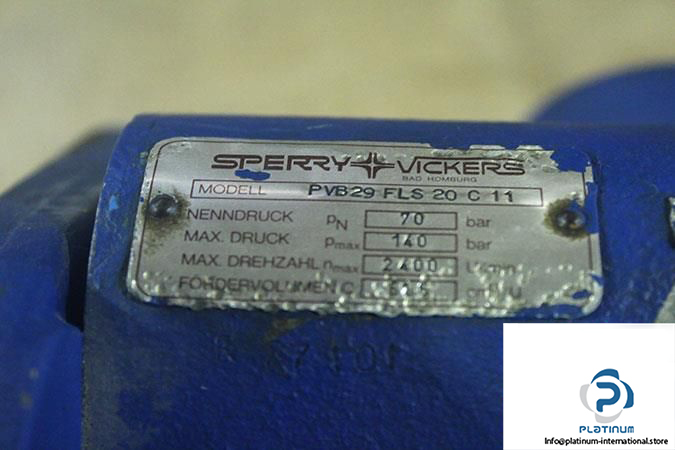 SPERRY VICKERS
BAD HOMBURG
MODELL PVB29 FLS 20 C 11
NENNDRUCK pN 70 bar
MAX. DRUCK pmax 140 bar
MAX. DREHZAHL nmax 2400 U/min
FÖRDERVOLUMEN C
PLATINUM
Info@platinum-international.store